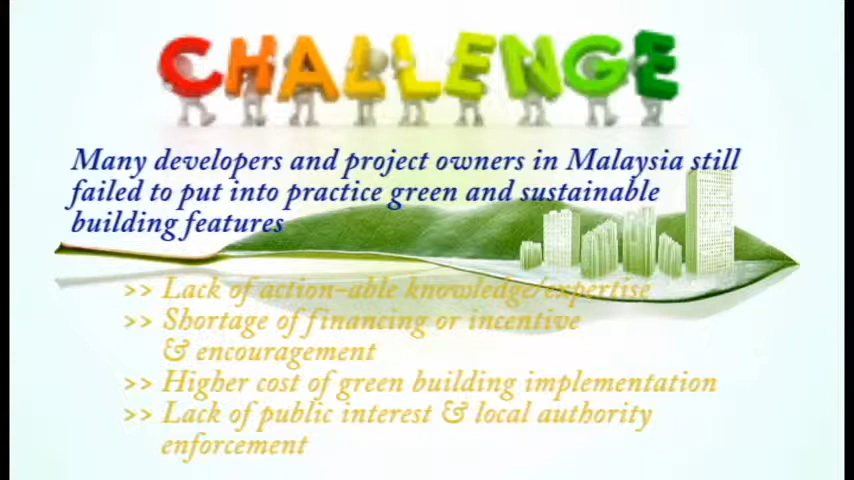 CHALLENGE
Many developers and project owners in Malaysia still
failed to put into practice green and sustainable
building features
>> Lack of action-able knowledge/expertise
>> Shortage of financing or incentive
& encouragement
>> Higher cost of green building implementation
>> Lack of public interest & local authority
enforcement